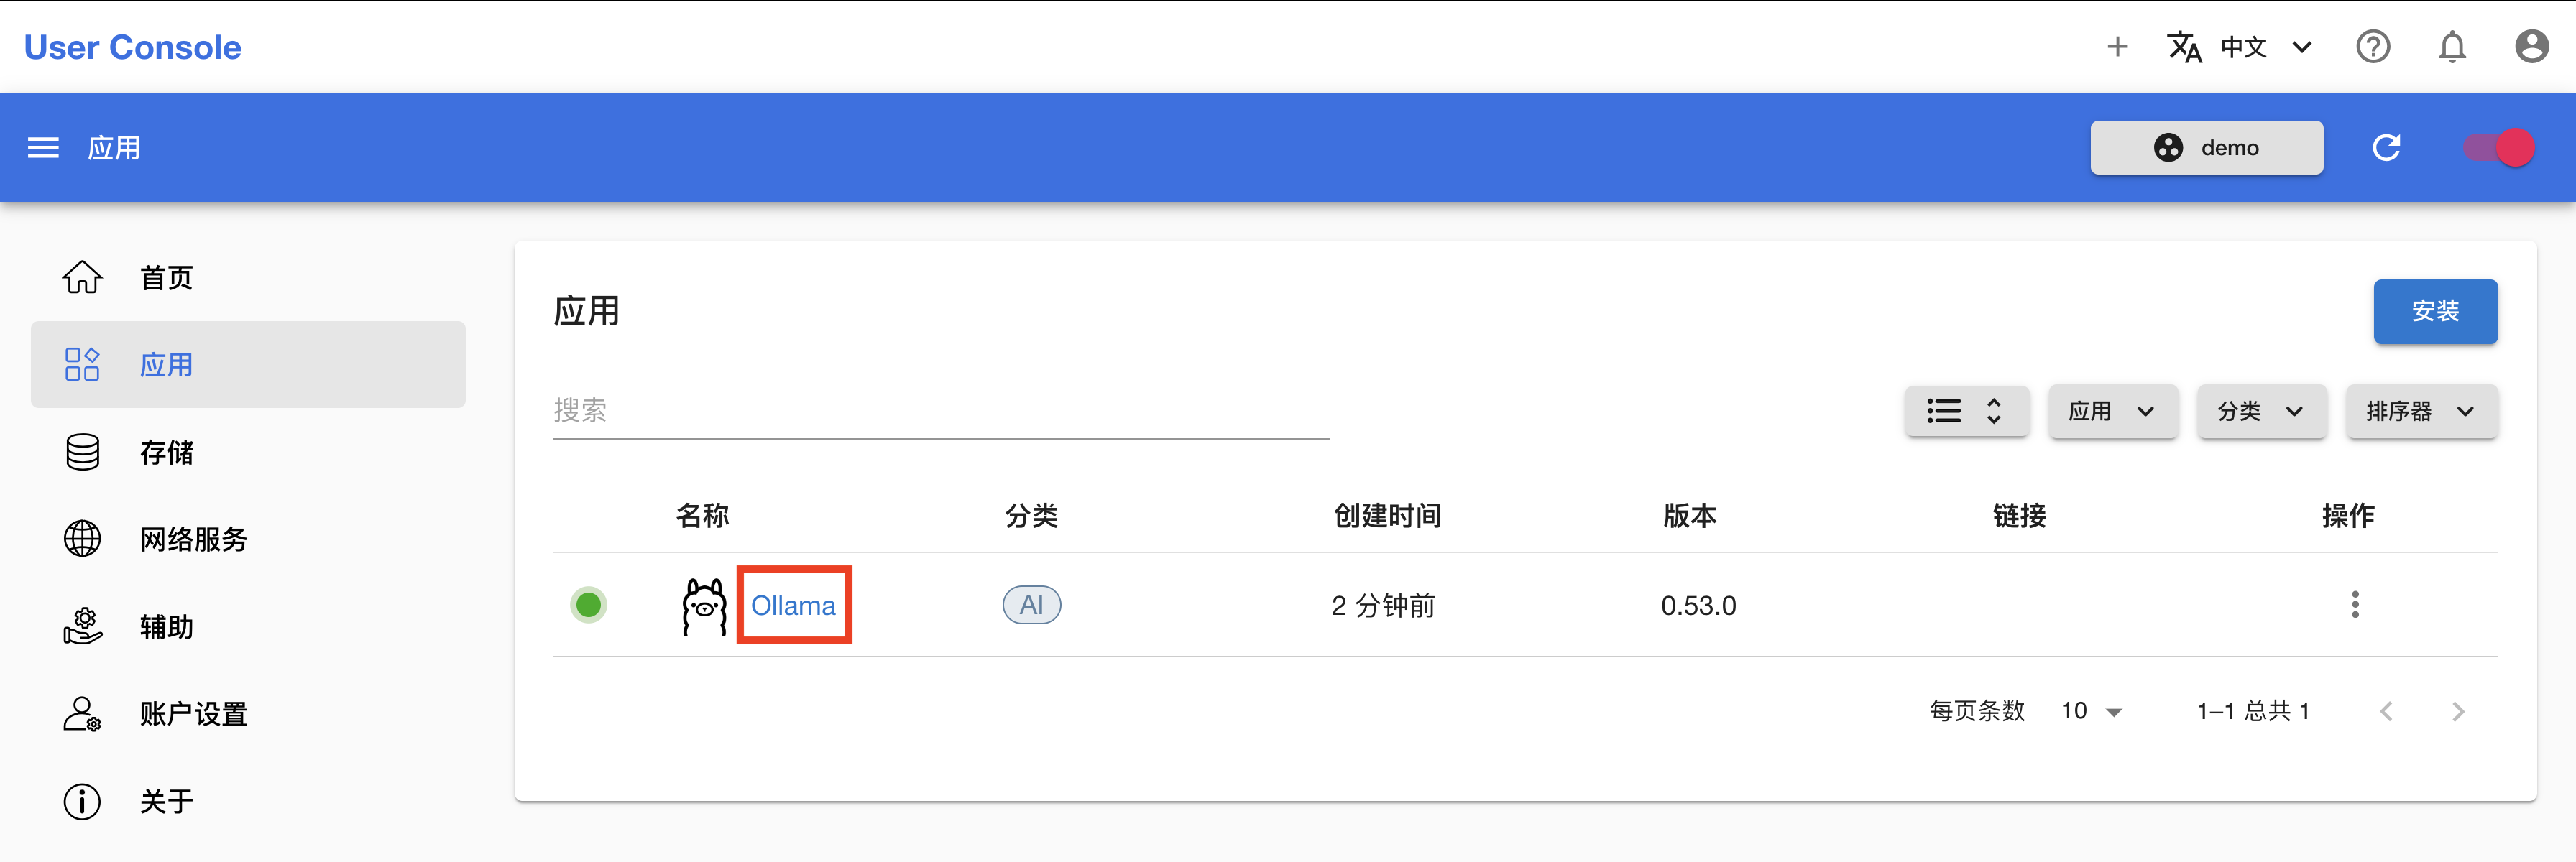 User Console
中文
应用
demo
首页
应用
存储
网络服务
辅助
账户设置
关于
应用
安装
搜索
应用
分类
排序器
名称 分类 创建时间 版本 链接 操作
Ollama AI 2 分钟前 0.53.0
每页条数 10 1–1 总共 1